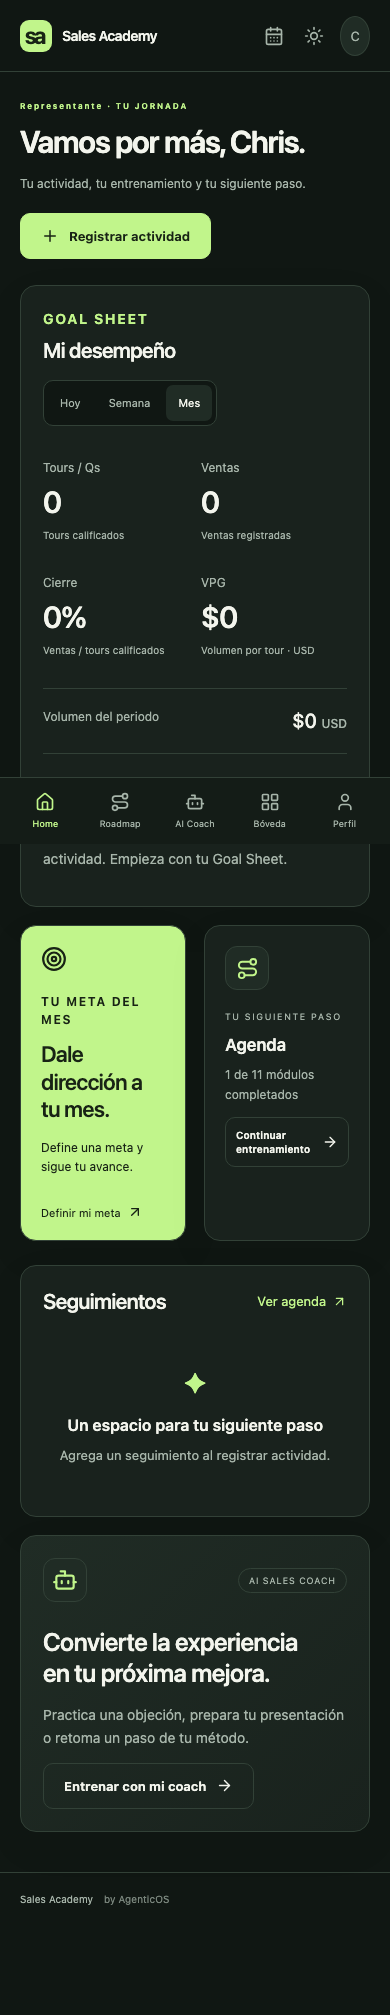 sa Sales Academy C
Representante · TU JORNADA
Vamos por más, Chris.
Tu actividad, tu entrenamiento y tu siguiente paso.
Registrar actividad
GOAL SHEET
Mi desempeño
Hoy Semana Mes
Tours / Qs Ventas
0 0
Tours calificados Ventas registradas
Cierre VPG
0% $0
Ventas / tours calificados Volumen por tour · USD
Volumen del periodo $0 USD
Home Roadmap AI Coach Bóveda Perfil
actividad. Empieza con tu Goal Sheet.
TU META DEL
MES
Dale
dirección a
tu mes.
Define una meta y
sigue tu avance.
Definir mi meta
TU SIGUIENTE PASO
Agenda
1 de 11 módulos
completados
Continuar
entrenamiento
Seguimientos Ver agenda
Un espacio para tu siguiente paso
Agrega un seguimiento al registrar actividad.
AI SALES COACH
Convierte la experiencia
en tu próxima mejora.
Practica una objeción, prepara tu presentación
o retoma un paso de tu método.
Entrenar con mi coach
Sales Academy by AgenticOS